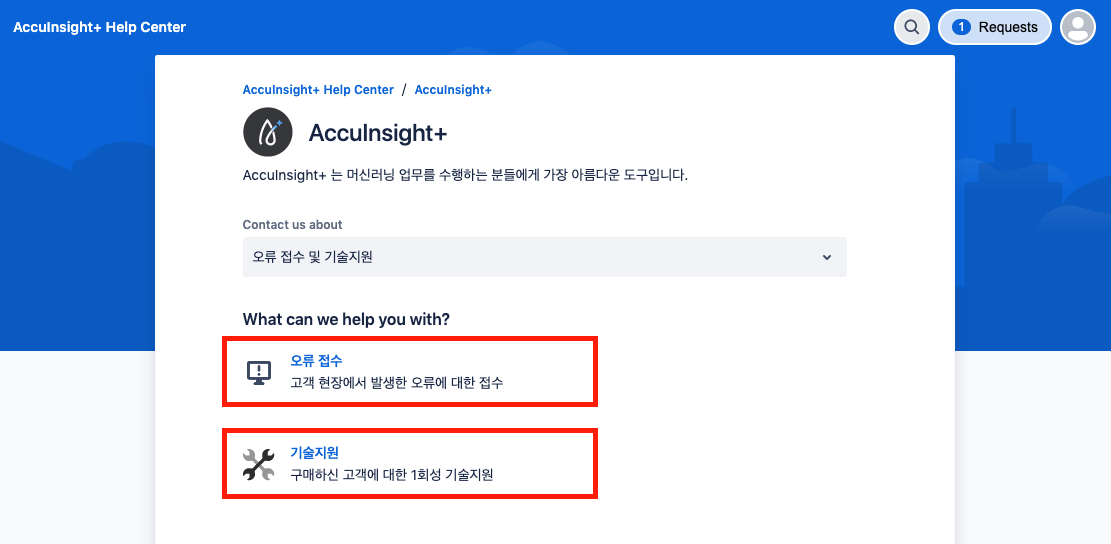 AccuInsight+ Help Center
1 Requests
AccuInsight+ Help Center / AccuInsight+
AccuInsight+
AccuInsight+ 는 머신러닝 업무를 수행하는 분들에게 가장 아름다운 도구입니다.
Contact us about
오류 접수 및 기술지원
What can we help you with?
오류 접수
고객 현장에서 발생한 오류에 대한 접수
기술지원
구매하신 고객에 대한 1회성 기술지원